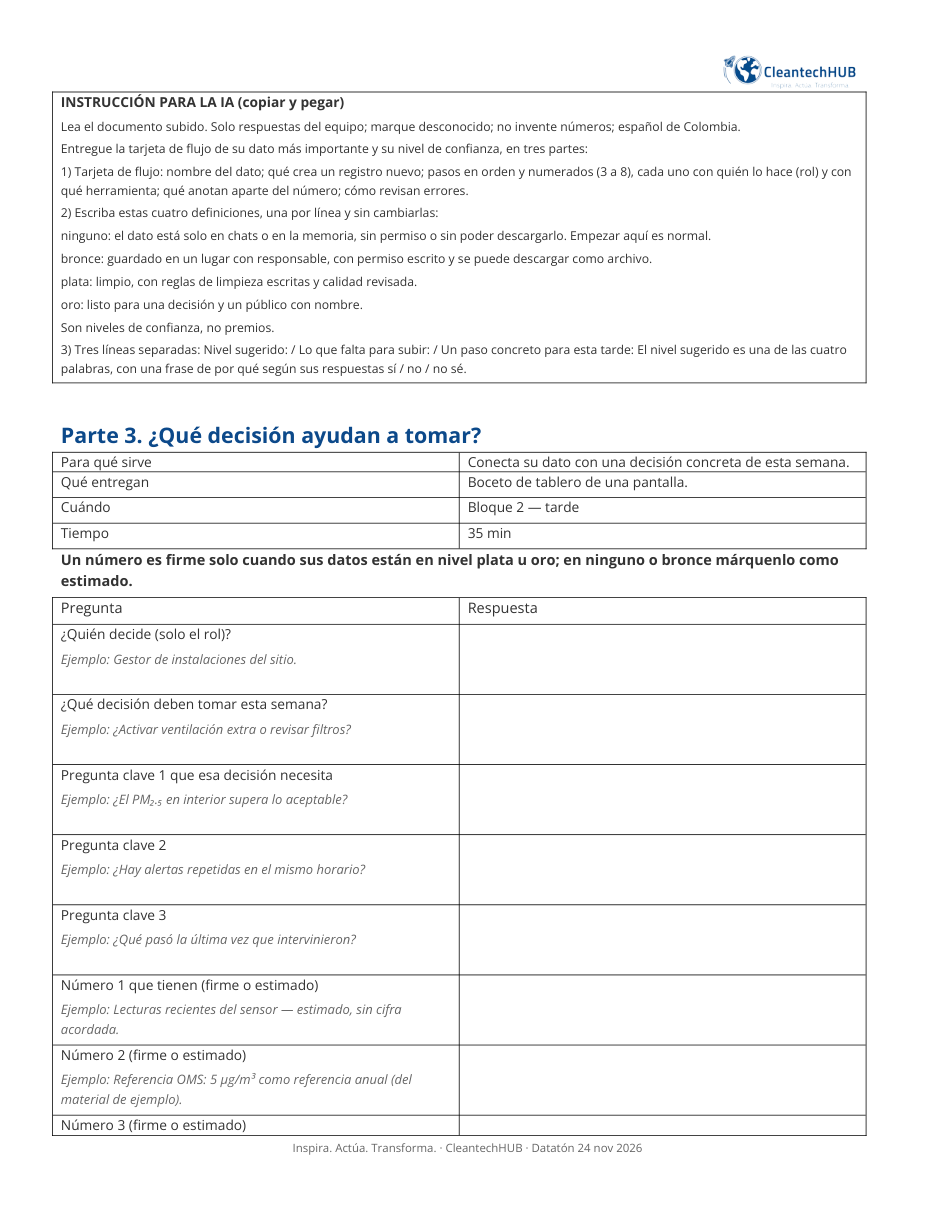 CleantechHUB
Inspira. Actúa. Transforma.
INSTRUCCIÓN PARA LA IA (copiar y pegar)
Lea el documento subido. Solo respuestas del equipo; marque desconocido; no invente números; español de Colombia.
Entregue la tarjeta de flujo de su dato más importante y su nivel de confianza, en tres partes:
1) Tarjeta de flujo: nombre del dato; qué crea un registro nuevo; pasos en orden y numerados (3 a 8), cada uno con quién lo hace (rol) y con
qué herramienta; qué anotan aparte del número; cómo revisan errores.
2) Escriba estas cuatro definiciones, una por línea y sin cambiarlas:
ninguno: el dato está solo en chats o en la memoria, sin permiso o sin poder descargarlo. Empezar aquí es normal.
bronce: guardado en un lugar con responsable, con permiso escrito y se puede descargar como archivo.
plata: limpio, con reglas de limpieza escritas y calidad revisada.
oro: listo para una decisión y un público con nombre.
Son niveles de confianza, no premios.
3) Tres líneas separadas: Nivel sugerido: / Lo que falta para subir: / Un paso concreto para esta tarde: El nivel sugerido es una de las cuatro
palabras, con una frase de por qué según sus respuestas sí / no / no sé.
Parte 3. ¿Qué decisión ayudan a tomar?
Para qué sirve Conecta su dato con una decisión concreta de esta semana.
Qué entregan Boceto de tablero de una pantalla.
Cuándo Bloque 2 — tarde
Tiempo 35 min
Un número es firme solo cuando sus datos están en nivel plata u oro; en ninguno o bronce márquenlo como
estimado.
Pregunta Respuesta
¿Quién decide (solo el rol)?
Ejemplo: Gestor de instalaciones del sitio.
¿Qué decisión deben tomar esta semana?
Ejemplo: ¿Activar ventilación extra o revisar filtros?
Pregunta clave 1 que esa decisión necesita
Ejemplo: ¿El PM₂.₅ en interior supera lo aceptable?
Pregunta clave 2
Ejemplo: ¿Hay alertas repetidas en el mismo horario?
Pregunta clave 3
Ejemplo: ¿Qué pasó la última vez que intervinieron?
Número 1 que tienen (firme o estimado)
Ejemplo: Lecturas recientes del sensor — estimado, sin cifra
acordada.
Número 2 (firme o estimado)
Ejemplo: Referencia OMS: 5 µg/m³ como referencia anual (del
material de ejemplo).
Número 3 (firme o estimado)
Inspira. Actúa. Transforma. · CleantechHUB · Datatón 24 nov 2026